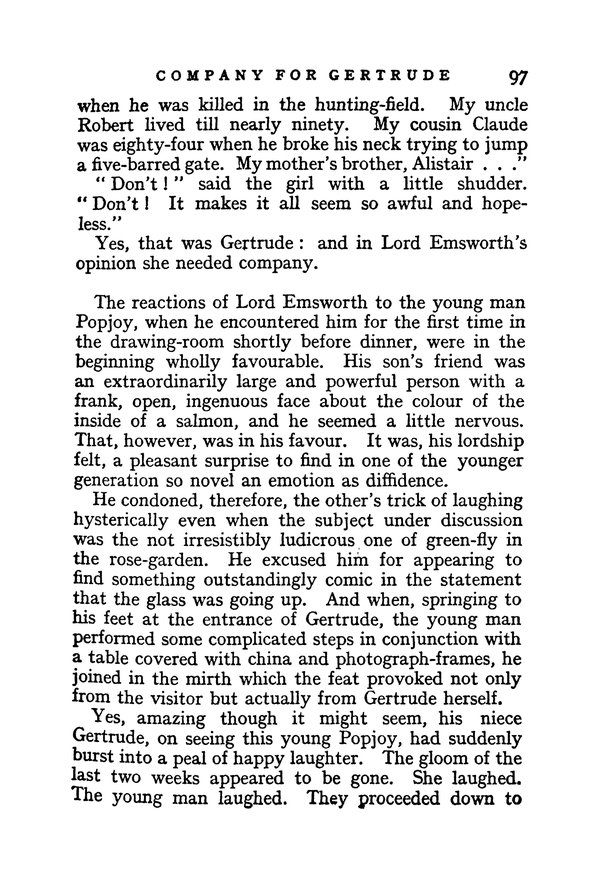 COMPANY FOR GERTRUDE 97
when he was killed in the hunting-field. My uncle
Robert lived till nearly ninety. My cousin Claude
was eighty-four when he broke his neck trying to jump
a five-barred gate. My mother's brother, Alistair . . ."
" Don't ! " said the girl with a little shudder.
" Don't ! It makes it all seem so awful and hope-
less."
Yes, that was Gertrude : and in Lord Emsworth's
opinion she needed company.
The reactions of Lord Emsworth to the young man
Popjoy, when he encountered him for the first time in
the drawing-room shortly before dinner, were in the
beginning wholly favourable. His son's friend was
an extraordinarily large and powerful person with a
frank, open, ingenuous face about the colour of the
inside of a salmon, and he seemed a little nervous.
That, however, was in his favour. It was, his lordship
felt, a pleasant surprise to find in one of the younger
generation so novel an emotion as diffidence.
He condoned, therefore, the other's trick of laughing
hysterically even when the subject under discussion
was the not irresistibly ludicrous one of green-fly in
the rose-garden. He excused him for appearing to
find something outstandingly comic in the statement
that the glass was going up. And when, springing to
his feet at the entrance of Gertrude, the young man
performed some complicated steps in conjunction with
a table covered with china and photograph-frames, he
joined in the mirth which the feat provoked not only
from the visitor but actually from Gertrude herself.
Yes, amazing though it might seem, his niece
Gertrude, on seeing this young Popjoy, had suddenly
burst into a peal of happy laughter. The gloom of the
last two weeks appeared to be gone. She laughed.
The young man laughed. They proceeded down to